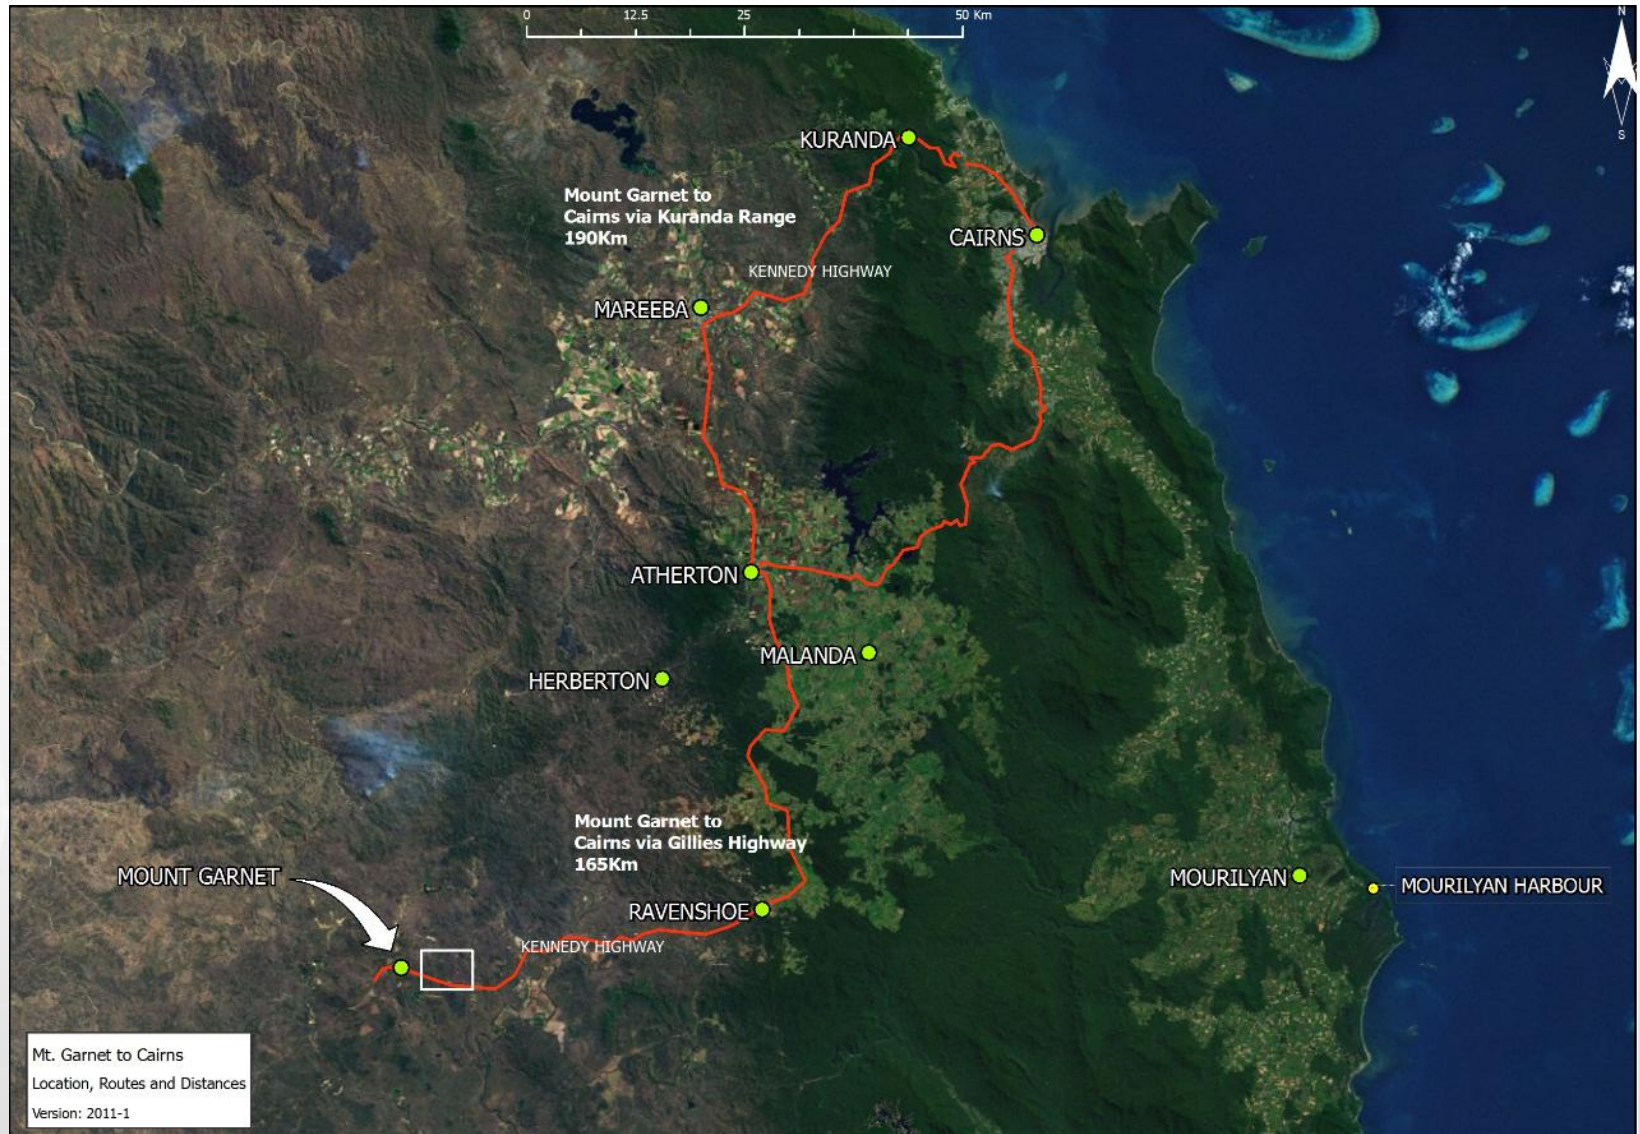 0 12.5 25 50 Km
N
S
KURANDA
Mount Garnet to
Cairns via Kuranda Range
190Km
CAIRNS
KENNEDY HIGHWAY
MAREEBA
ATHERTON
MALANDA
HERBERTON
Mount Garnet to
Cairns via Gillies Highway
165Km
MOUNT GARNET
MOURILYAN
MOURILYAN HARBOUR
RAVENSHOE
KENNEDY HIGHWAY
Mt. Garnet to Cairns
Location, Routes and Distances
Version: 2011-1